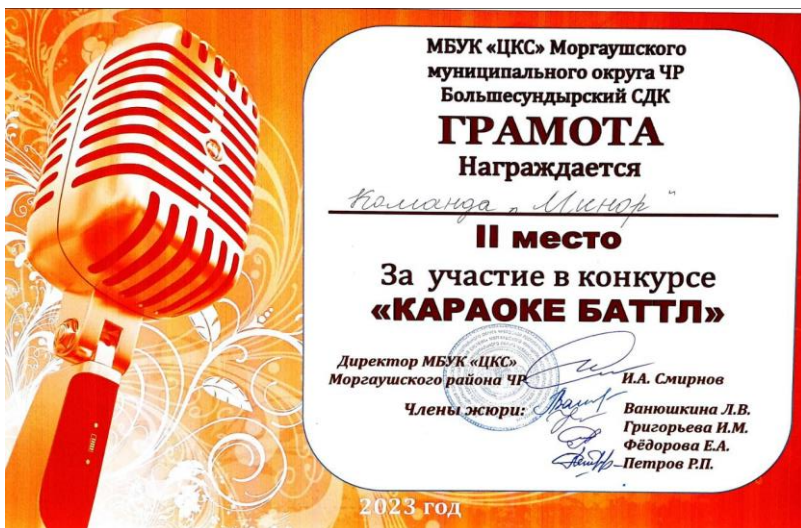 МБУК «ЦКС» Моргаушского
муниципального округа ЧР
Большесундырский СДК
ГРАМОТА
Награждается
Команда „Минор"
II место
За участие в конкурсе
«КАРАОКЕ БАТТЛ»
Директор МБУК «ЦКС»
Моргаушского района ЧР И.А. Смирнов
Члены жюри: Ванюшкина Л.В.
Григорьева И.М.
Фёдорова Е.А.
Петров Р.П.
2023 год